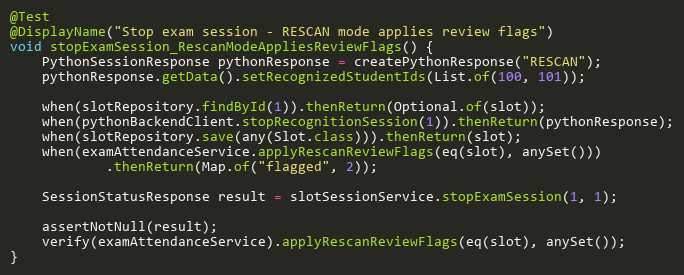 @Test
@DisplayName("Stop exam session - RESCAN mode applies review flags")
void stopExamSession_RescanModeAppliesReviewFlags() {
    PythonSessionResponse pythonResponse = createPythonResponse("RESCAN");
    pythonResponse.getData().setRecognizedStudentIds(List.of(100, 101));

    when(slotRepository.findById(1)).thenReturn(Optional.of(slot));
    when(pythonBackendClient.stopRecognitionSession(1)).thenReturn(pythonResponse);
    when(slotRepository.save(any(Slot.class))).thenReturn(slot);
    when(examAttendanceService.applyRescanReviewFlags(eq(slot), anySet()))
            .thenReturn(Map.of("flagged", 2));

    SessionStatusResponse result = slotSessionService.stopExamSession(1, 1);

    assertNotNull(result);
    verify(examAttendanceService).applyRescanReviewFlags(eq(slot), anySet());
}